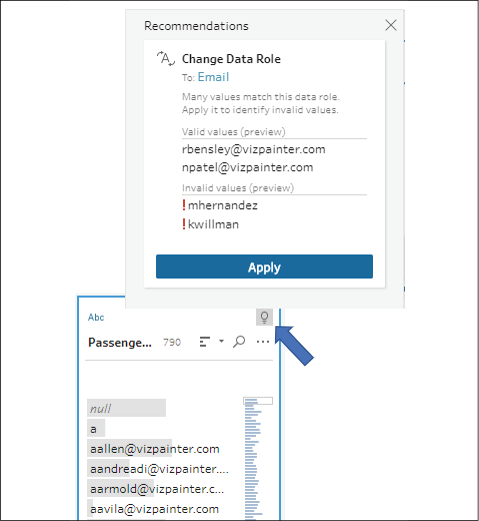 Recommendations
Change Data Role
To: Email
Many values match this data role.
Apply it to identify invalid values.
Valid values (preview)
rbensley@vizpainter.com
npatel@vizpainter.com
Invalid values (preview)
! mhernandez
! kwillman
Apply
Abc
Passenge... 790
null
a
aallen@vizpainter.com
aandreadi@vizpainter....
aarmold@vizpainter.c...
aavila@vizpainter.com